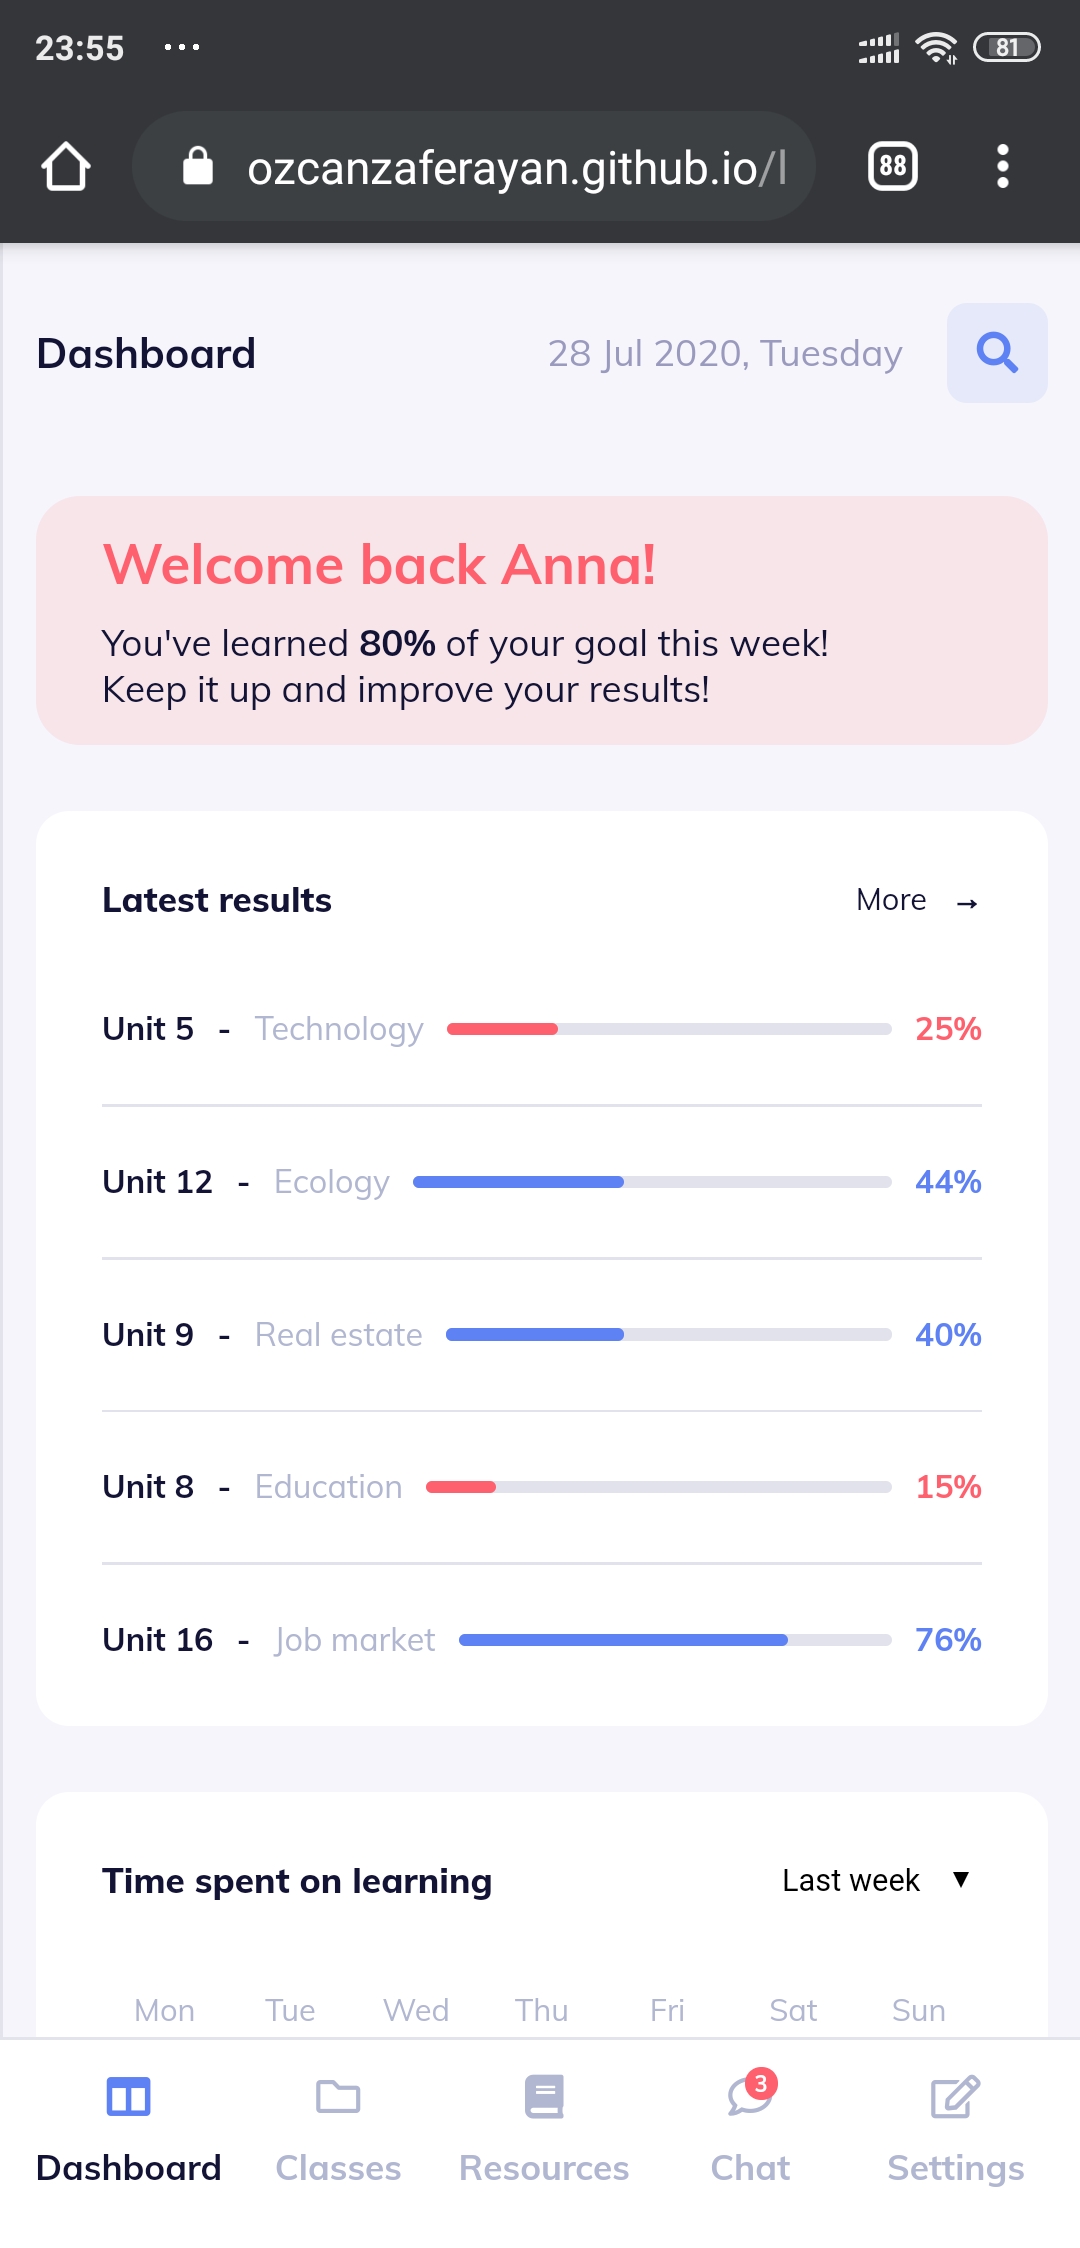 23:55 ...
81
ozcanzaferayan.github.io/l
88
Dashboard
28 Jul 2020, Tuesday
Welcome back Anna!
You've learned 80% of your goal this week!
Keep it up and improve your results!
Latest results
More →
Unit 5 - Technology 25%
Unit 12 - Ecology 44%
Unit 9 - Real estate 40%
Unit 8 - Education 15%
Unit 16 - Job market 76%
Time spent on learning
Last week ▼
Mon Tue Wed Thu Fri Sat Sun
3
Dashboard Classes Resources Chat Settings